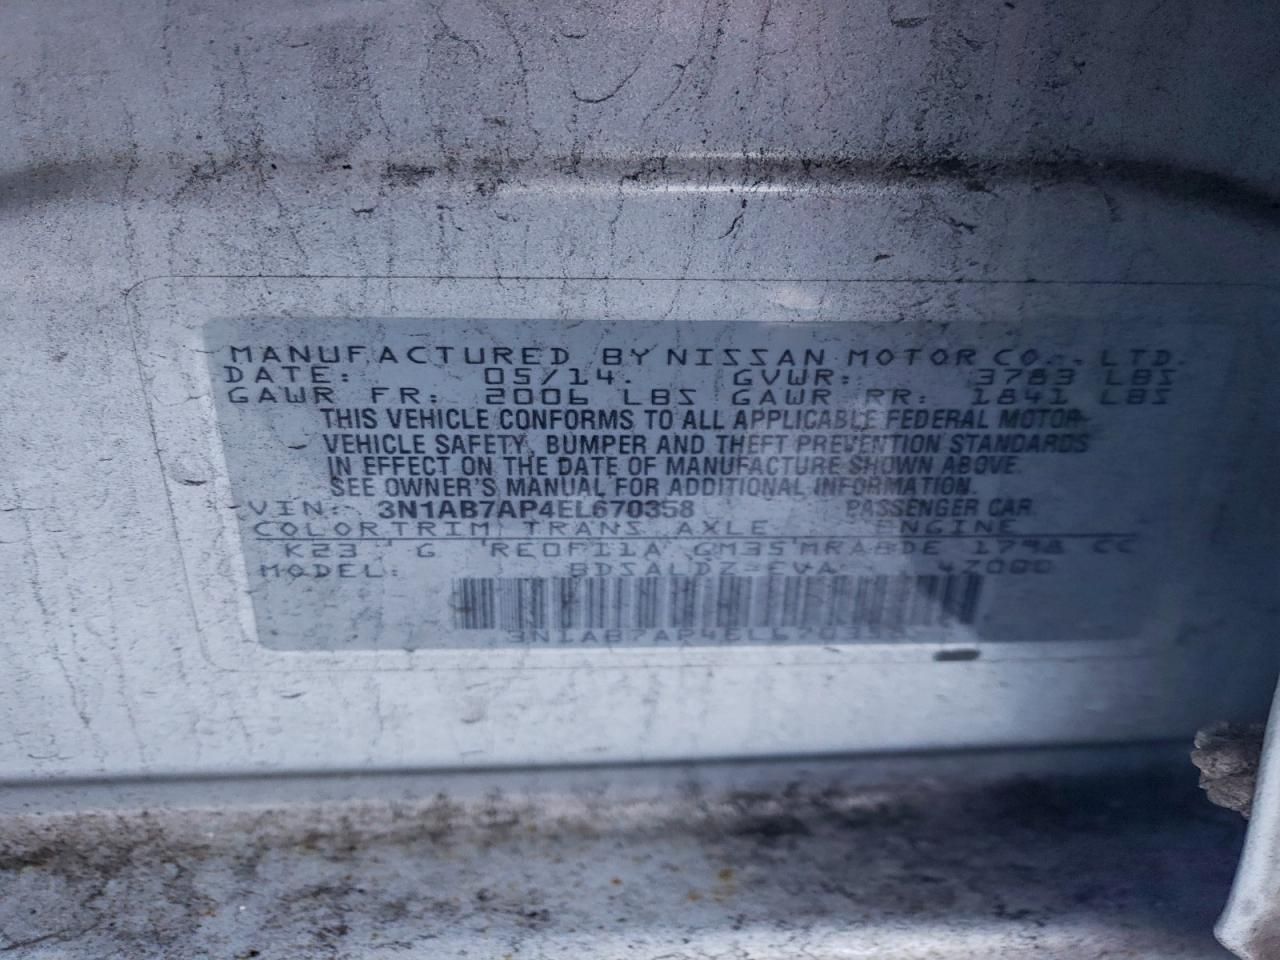 MANUFACTURED BY NISSAN MOTOR CO., LTD.
DATE: 05/14. GVWR: 3783 LBS
GAWR FR: 2006 LBS GAWR RR: 1841 LBS
THIS VEHICLE CONFORMS TO ALL APPLICABLE FEDERAL MOTOR
VEHICLE SAFETY, BUMPER AND THEFT PREVENTION STANDARDS
IN EFFECT ON THE DATE OF MANUFACTURE SHOWN ABOVE.
SEE OWNER'S MANUAL FOR ADDITIONAL INFORMATION.
VIN: 3N1AB7AP4EL670358 PASSENGER CAR
COLOR TRIM TRANS AXLE ENGINE
K23 G RE0F11A GM35 MRA8DE 1798 CC
MODEL: BDSALDZ-EVA
3N1AB7AP4EL670358